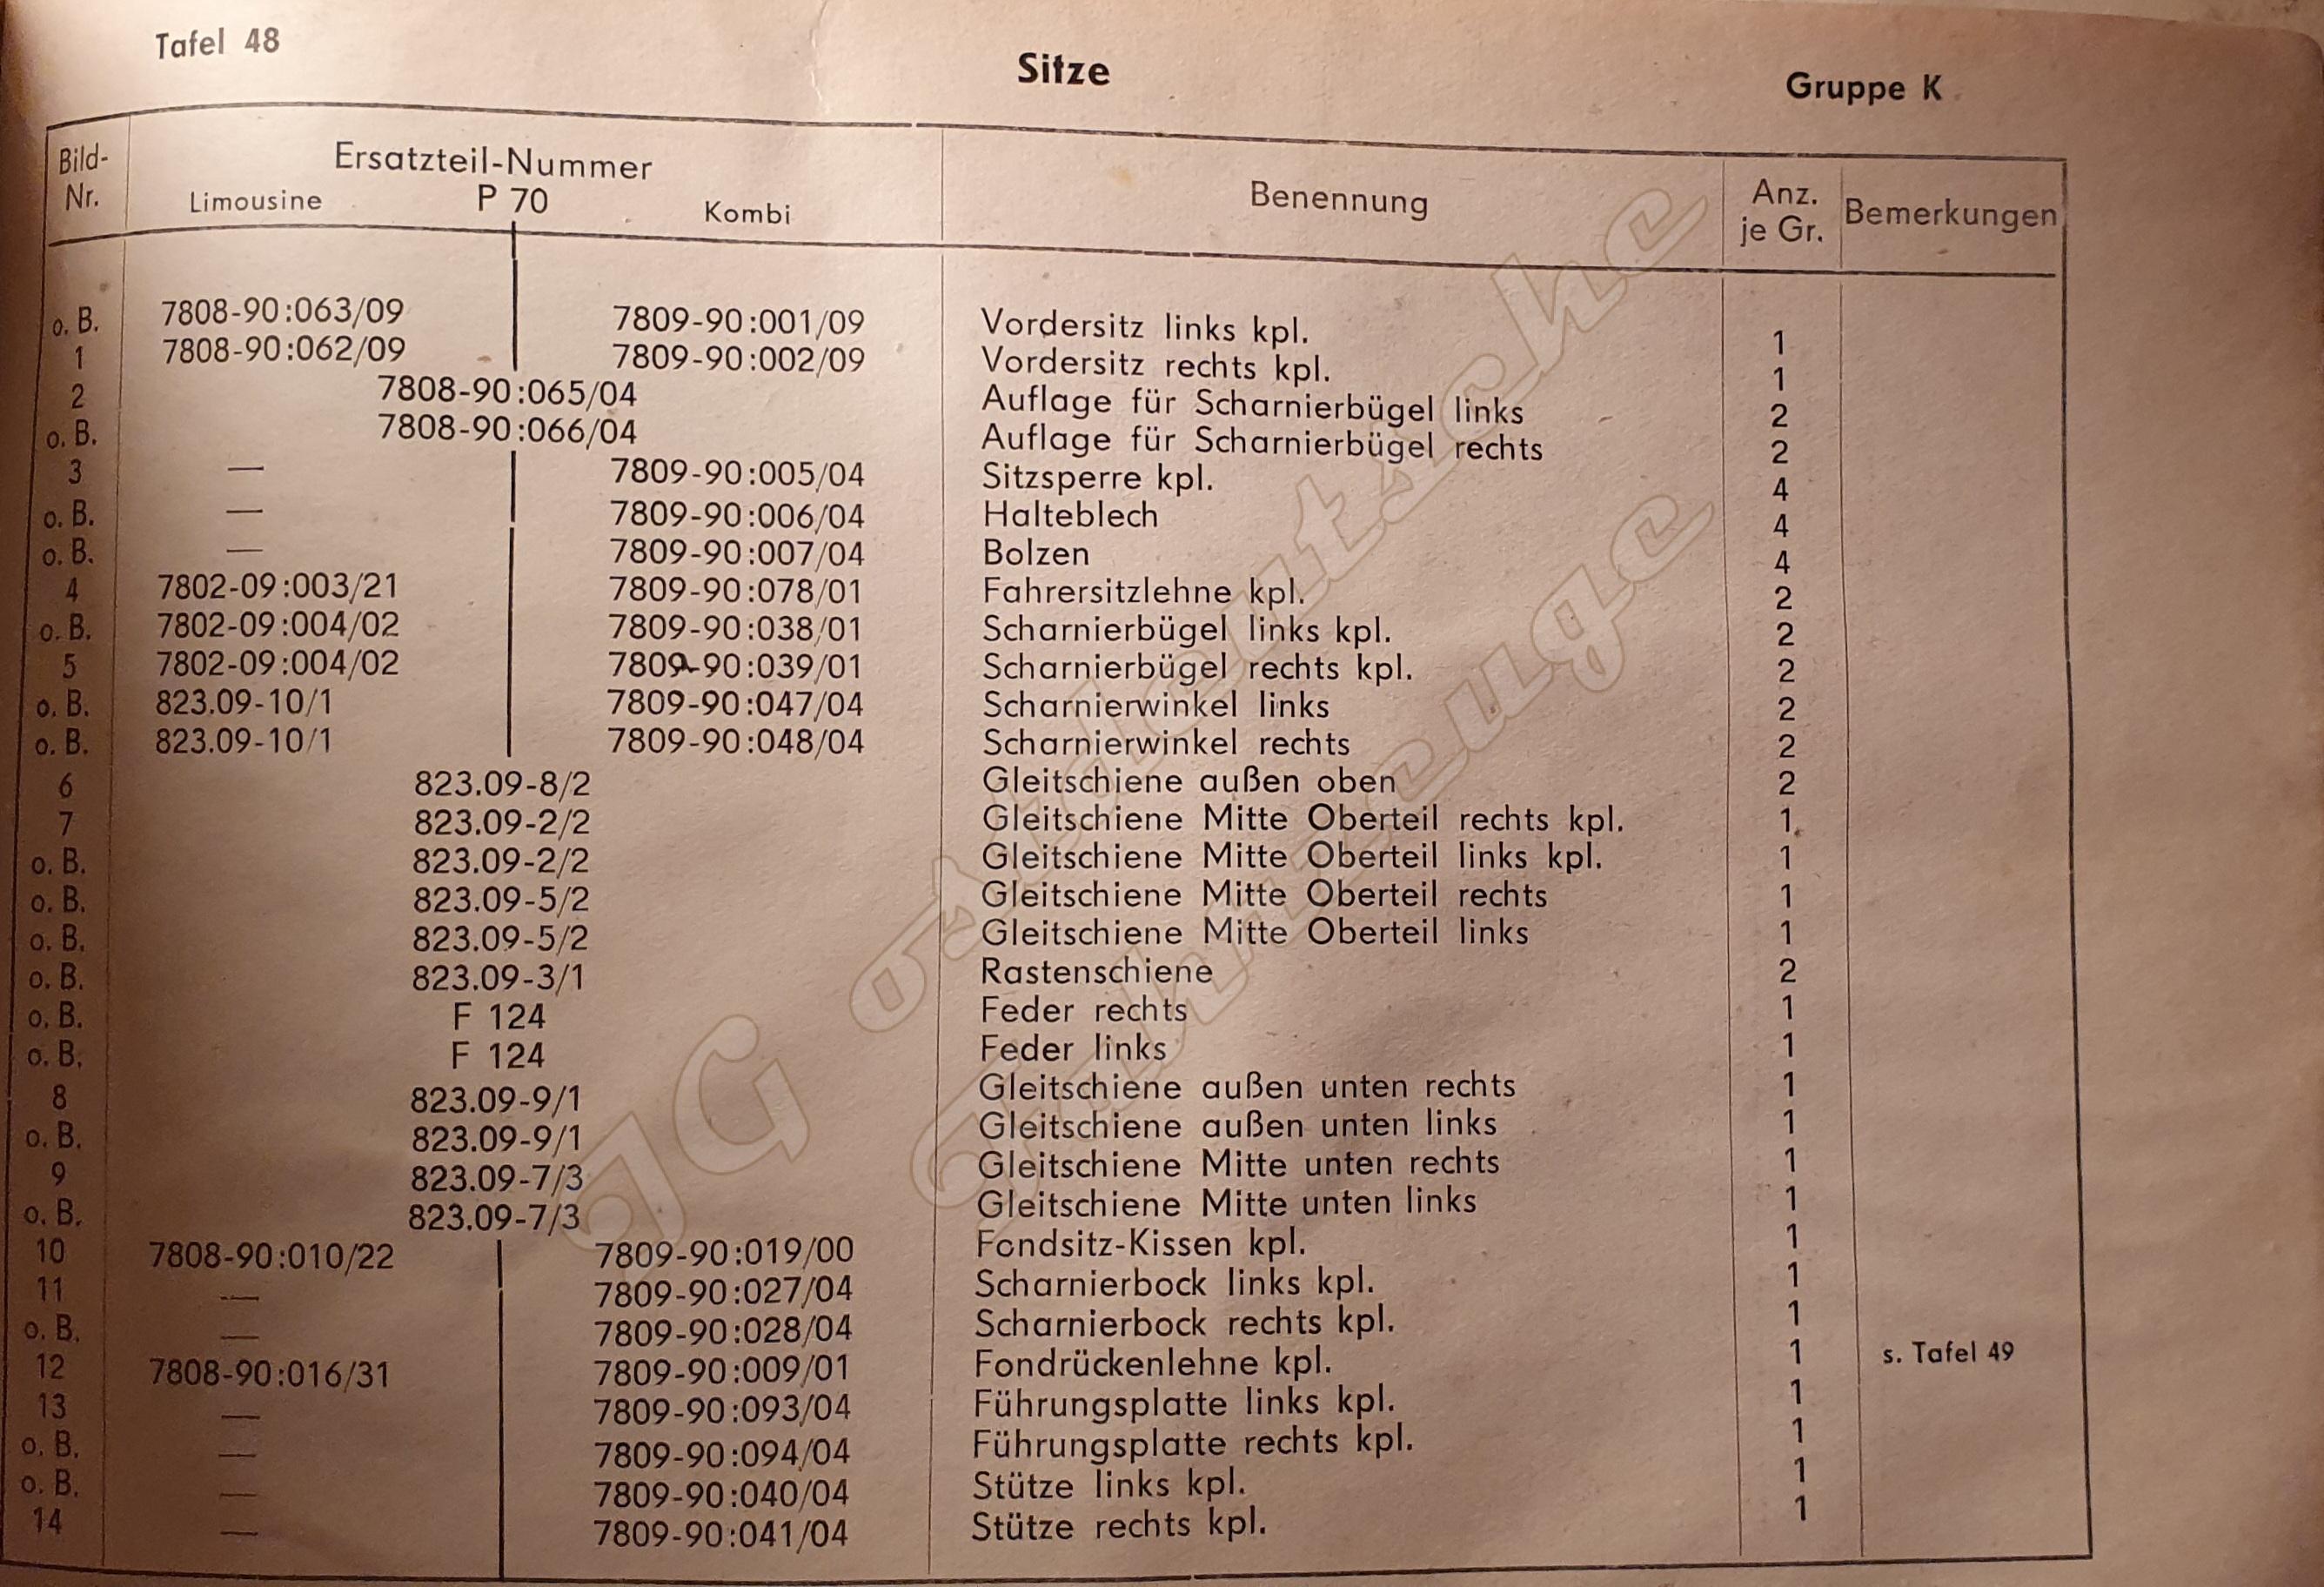 Tafel 48
Sitze
Gruppe K
Bild-Nr. Ersatzteil-Nummer Benennung Anz. je Gr. Bemerkungen
Limousine P 70 Kombi
o. B. 7808-90:063/09 7809-90:001/09 Vordersitz links kpl. 1
1 7808-90:062/09 7809-90:002/09 Vordersitz rechts kpl. 1
2 7808-90:065/04 Auflage für Scharnierbügel links 2
o. B. 7808-90:066/04 Auflage für Scharnierbügel rechts 2
3 — 7809-90:005/04 Sitzsperre kpl. 4
o. B. — 7809-90:006/04 Halteblech 4
o. B. — 7809-90:007/04 Bolzen 4
4 7802-09:003/21 7809-90:078/01 Fahrersitzlehne kpl. 2
o. B. 7802-09:004/02 7809-90:038/01 Scharnierbügel links kpl. 2
5 7802-09:004/02 7809-90:039/01 Scharnierbügel rechts kpl. 2
o. B. 823.09-10/1 7809-90:047/04 Scharnierwinkel links 2
o. B. 823.09-10/1 7809-90:048/04 Scharnierwinkel rechts 2
6 823.09-8/2 Gleitschiene außen oben 2
7 823.09-2/2 Gleitschiene Mitte Oberteil rechts kpl. 1
o. B. 823.09-2/2 Gleitschiene Mitte Oberteil links kpl. 1
o. B. 823.09-5/2 Gleitschiene Mitte Oberteil rechts 1
o. B. 823.09-5/2 Gleitschiene Mitte Oberteil links 1
o. B. 823.09-3/1 Rastenschiene 2
o. B. F 124 Feder rechts 1
o. B. F 124 Feder links 1
8 823.09-9/1 Gleitschiene außen unten rechts 1
o. B. 823.09-9/1 Gleitschiene außen unten links 1
9 823.09-7/3 Gleitschiene Mitte unten rechts 1
o. B. 823.09-7/3 Gleitschiene Mitte unten links 1
10 7808-90:010/22 7809-90:019/00 Fondsitz-Kissen kpl. 1
11 — 7809-90:027/04 Scharnierbock links kpl. 1
o. B. — 7809-90:028/04 Scharnierbock rechts kpl. 1
12 7808-90:016/31 7809-90:009/01 Fondrückenlehne kpl. 1 s. Tafel 49
13 — 7809-90:093/04 Führungsplatte links kpl. 1
o. B. — 7809-90:094/04 Führungsplatte rechts kpl. 1
o. B. — 7809-90:040/04 Stütze links kpl. 1
14 — 7809-90:041/04 Stütze rechts kpl. 1
IG ostdeutsche
Fahrzeuge